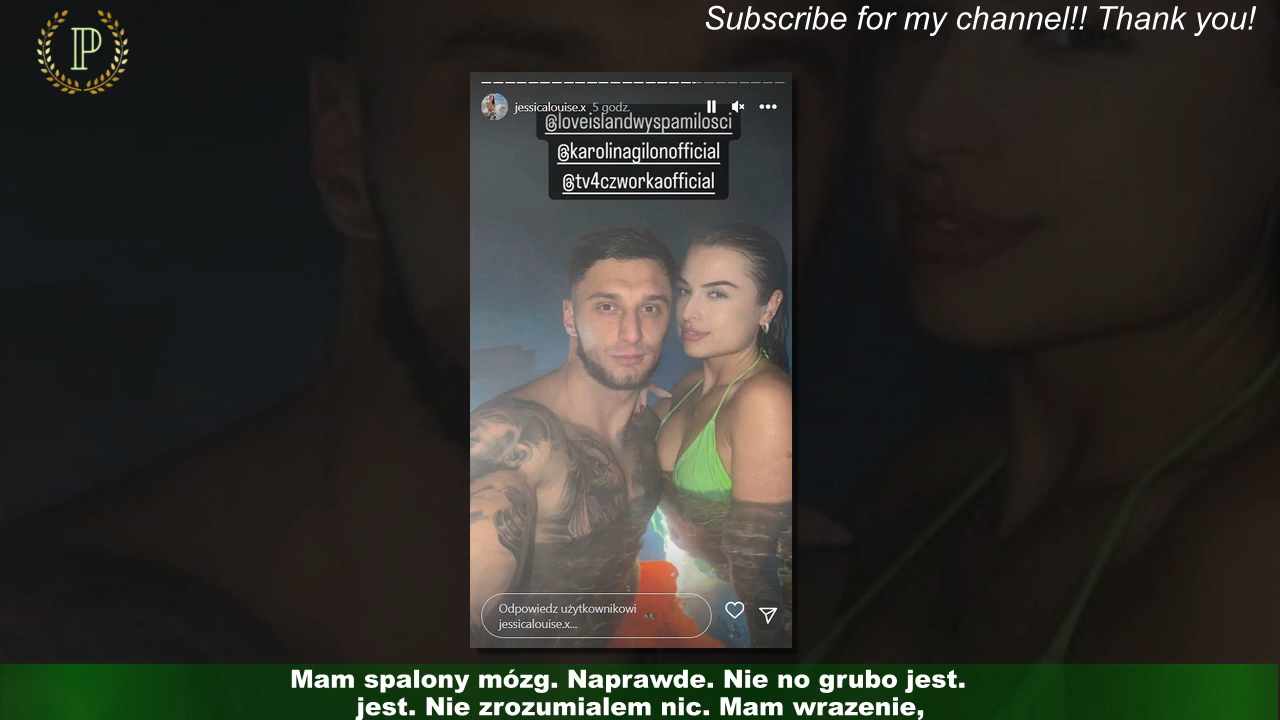 Subscribe for my channel!! Thank you!
P
jessicalouise.x 5 godz.
@loveislandwyspamilosci
@karolinagilonofficial
@tv4czworkaofficial
Odpowiedz użytkownikowi
jessicalouise.x...
Mam spalony mózg. Naprawde. Nie no grubo jest.
jest. Nie zrozumialem nic. Mam wrazenie,